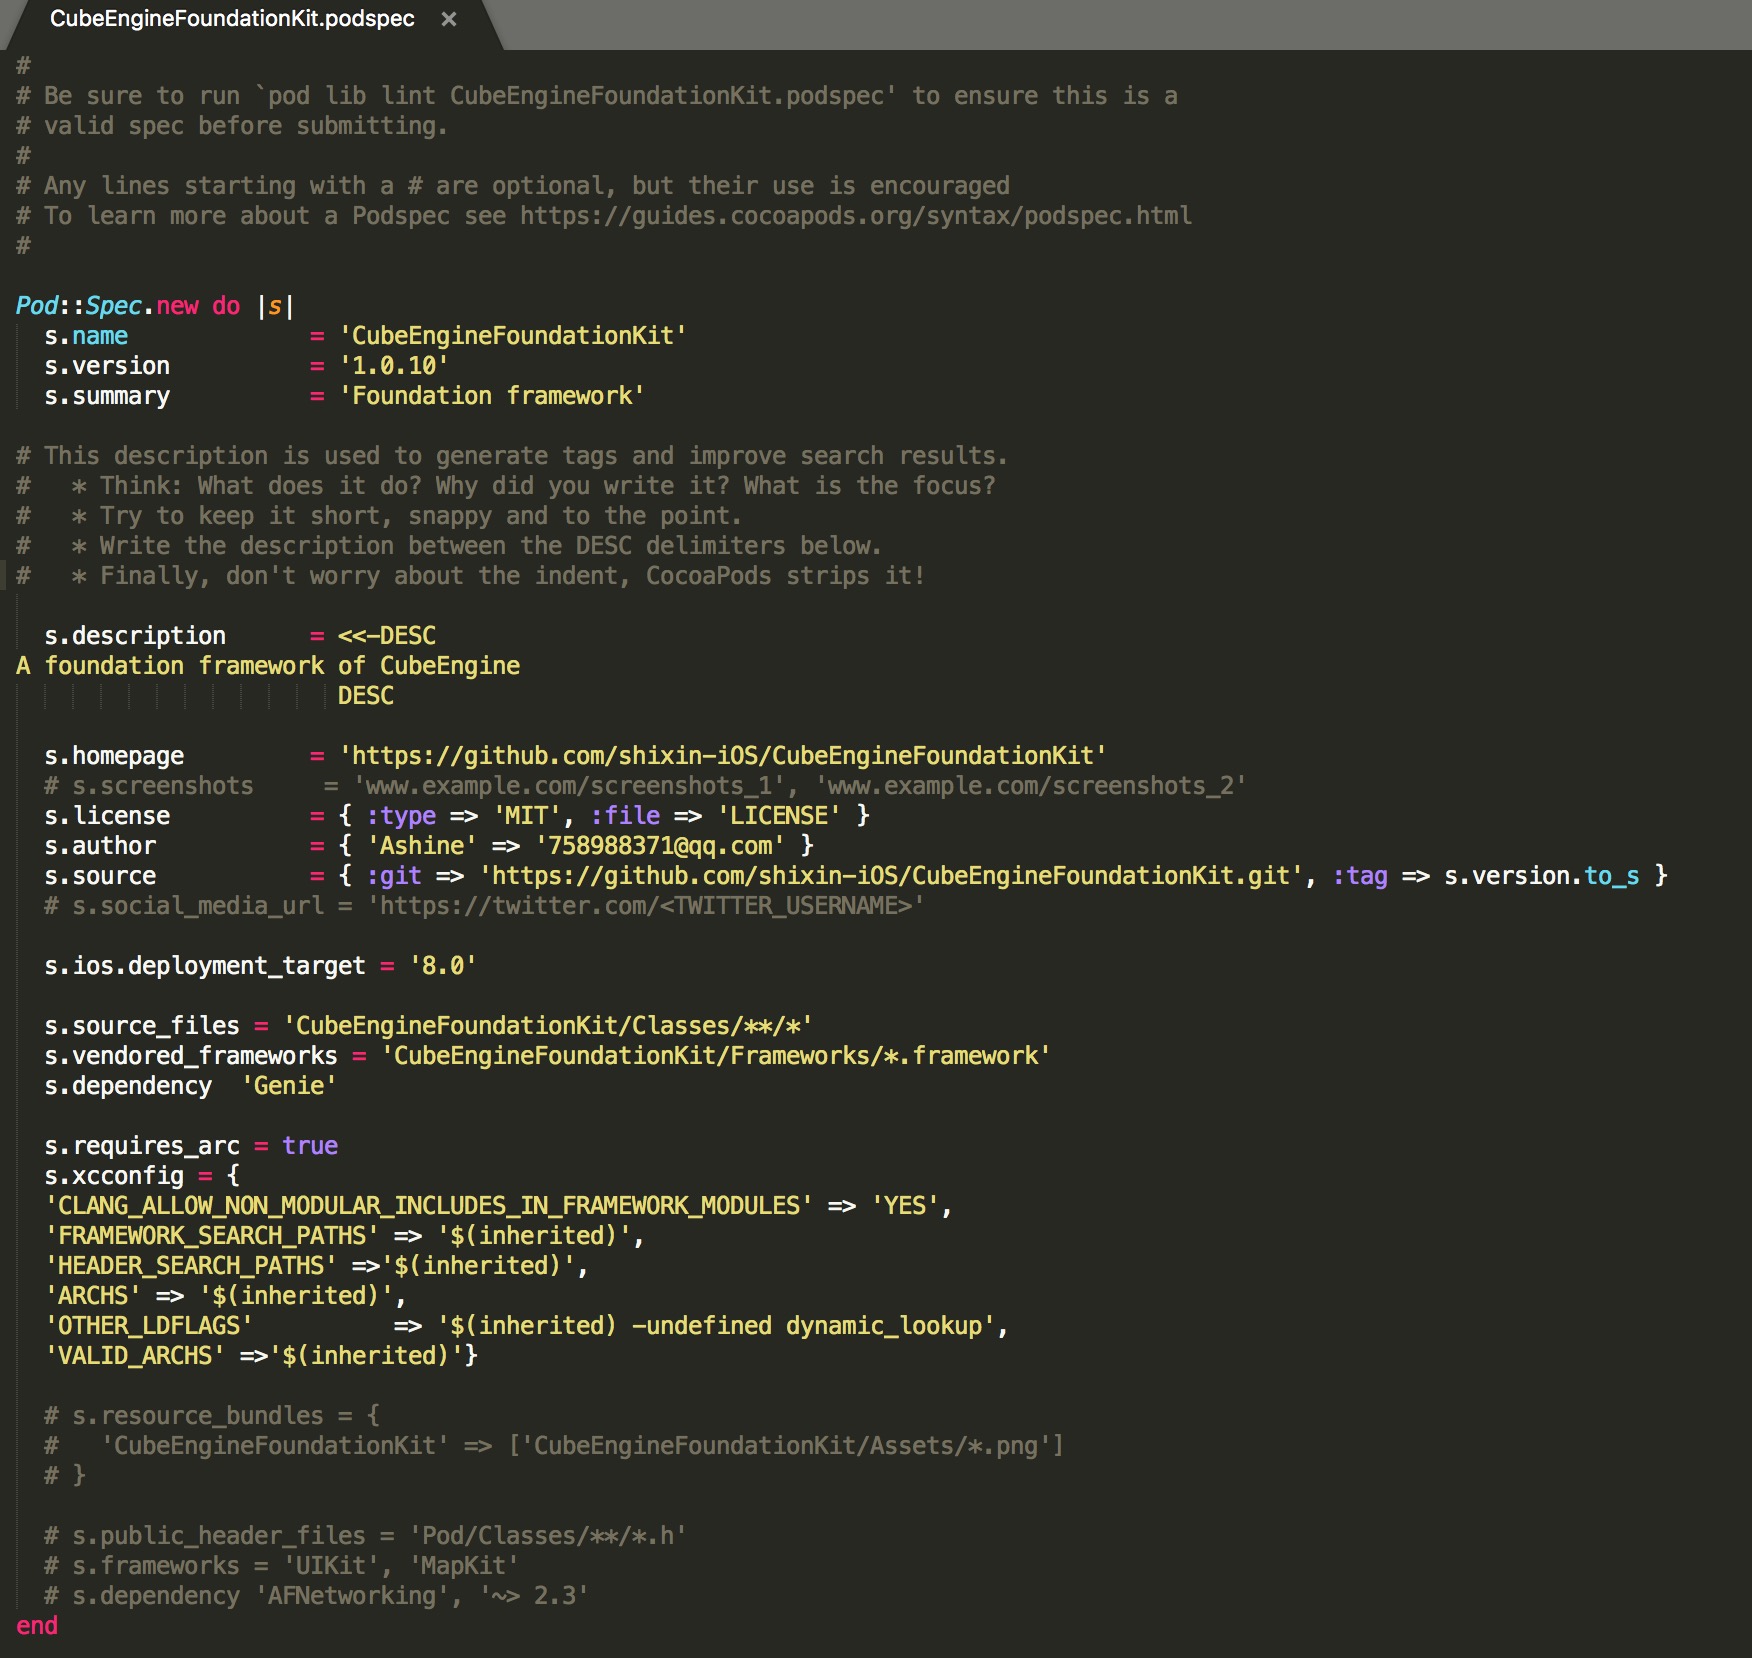 CubeEngineFoundationKit.podspec ×
#
# Be sure to run `pod lib lint CubeEngineFoundationKit.podspec' to ensure this is a
# valid spec before submitting.
#
# Any lines starting with a # are optional, but their use is encouraged
# To learn more about a Podspec see https://guides.cocoapods.org/syntax/podspec.html
#

Pod::Spec.new do |s|
  s.name             = 'CubeEngineFoundationKit'
  s.version          = '1.0.10'
  s.summary          = 'Foundation framework'

# This description is used to generate tags and improve search results.
#   * Think: What does it do? Why did you write it? What is the focus?
#   * Try to keep it short, snappy and to the point.
#   * Write the description between the DESC delimiters below.
#   * Finally, don't worry about the indent, CocoaPods strips it!

  s.description      = <<-DESC
A foundation framework of CubeEngine
                       DESC

  s.homepage         = 'https://github.com/shixin-iOS/CubeEngineFoundationKit'
  # s.screenshots     = 'www.example.com/screenshots_1', 'www.example.com/screenshots_2'
  s.license          = { :type => 'MIT', :file => 'LICENSE' }
  s.author           = { 'Ashine' => '758988371@qq.com' }
  s.source           = { :git => 'https://github.com/shixin-iOS/CubeEngineFoundationKit.git', :tag => s.version.to_s }
  # s.social_media_url = 'https://twitter.com/<TWITTER_USERNAME>'

  s.ios.deployment_target = '8.0'

  s.source_files = 'CubeEngineFoundationKit/Classes/**/*'
  s.vendored_frameworks = 'CubeEngineFoundationKit/Frameworks/*.framework'
  s.dependency  'Genie'

  s.requires_arc = true
  s.xcconfig = {
  'CLANG_ALLOW_NON_MODULAR_INCLUDES_IN_FRAMEWORK_MODULES' => 'YES',
  'FRAMEWORK_SEARCH_PATHS' => '$(inherited)',
  'HEADER_SEARCH_PATHS' =>'$(inherited)',
  'ARCHS' => '$(inherited)',
  'OTHER_LDFLAGS'          => '$(inherited) -undefined dynamic_lookup',
  'VALID_ARCHS' =>'$(inherited)'}

  # s.resource_bundles = {
  #   'CubeEngineFoundationKit' => ['CubeEngineFoundationKit/Assets/*.png']
  # }

  # s.public_header_files = 'Pod/Classes/**/*.h'
  # s.frameworks = 'UIKit', 'MapKit'
  # s.dependency 'AFNetworking', '~> 2.3'
end